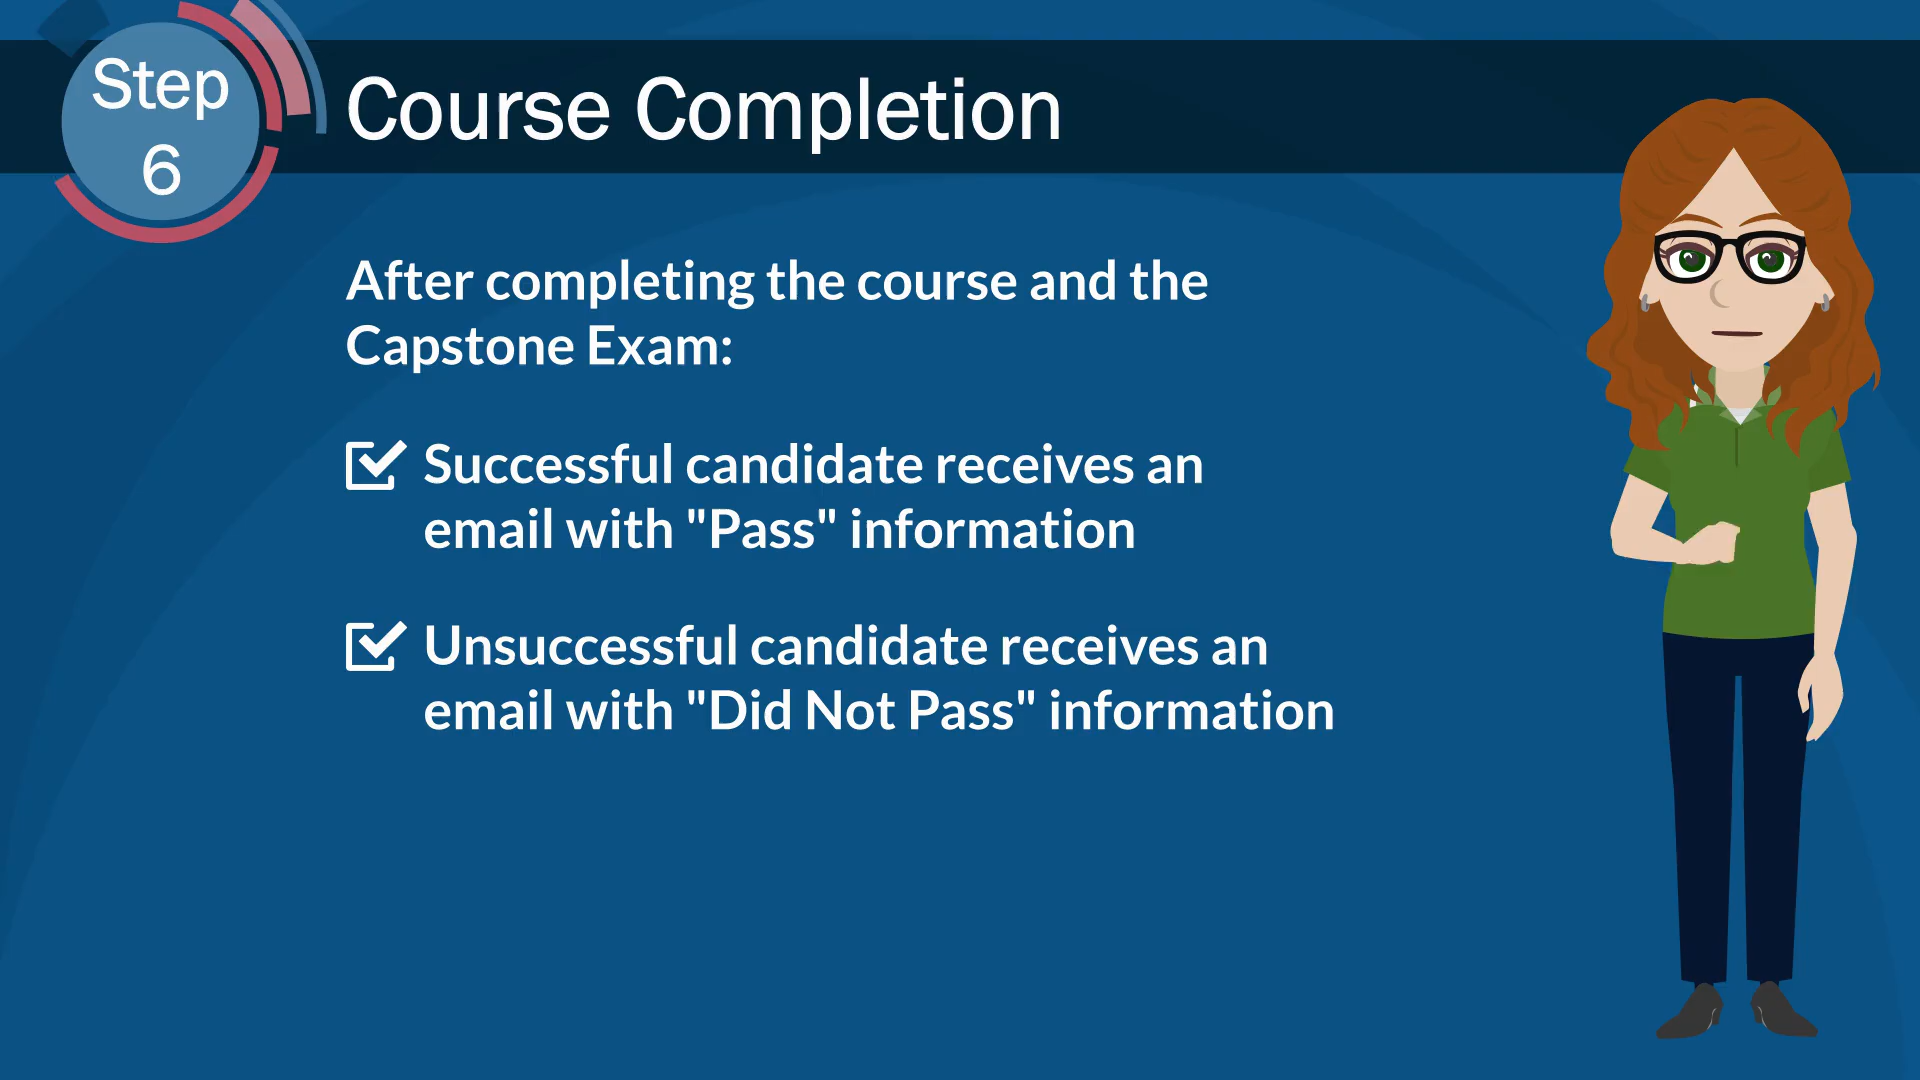 Step
6
Course Completion
After completing the course and the
Capstone Exam:
Successful candidate receives an
email with "Pass" information
Unsuccessful candidate receives an
email with "Did Not Pass" information